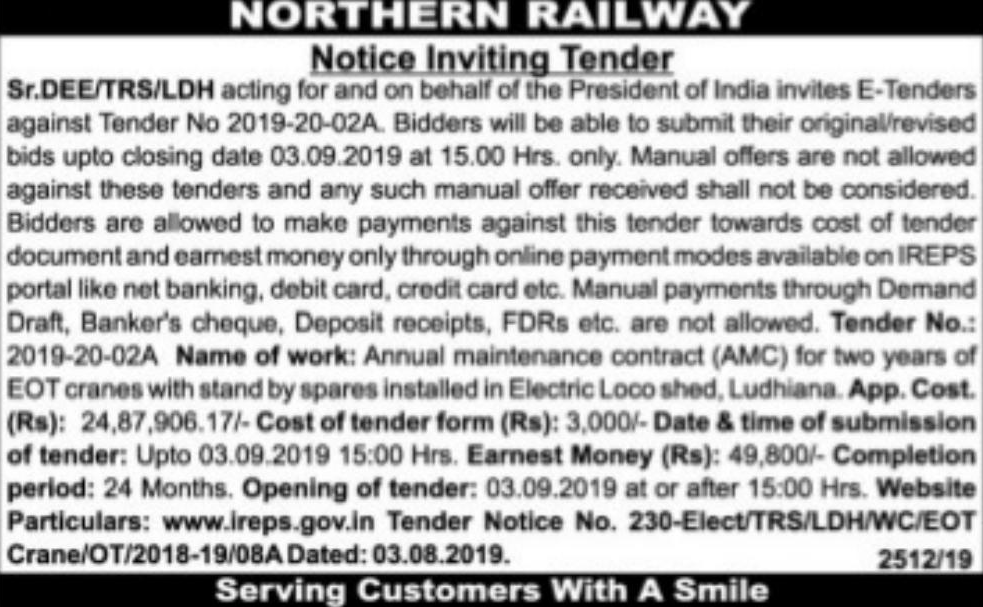 NORTHERN RAILWAY
Notice Inviting Tender
Sr.DEE/TRS/LDH acting for and on behalf of the President of India invites E-Tenders
against Tender No 2019-20-02A. Bidders will be able to submit their original/revised
bids upto closing date 03.09.2019 at 15.00 Hrs. only. Manual offers are not allowed
against these tenders and any such manual offer received shall not be considered.
Bidders are allowed to make payments against this tender towards cost of tender
document and earnest money only through online payment modes available on IREPS
portal like net banking, debit card, credit card etc. Manual payments through Demand
Draft, Banker's cheque, Deposit receipts, FDRs etc. are not allowed. Tender No.:
2019-20-02A Name of work: Annual maintenance contract (AMC) for two years of
EOT cranes with stand by spares installed in Electric Loco shed, Ludhiana. App. Cost.
(Rs): 24,87,906.17/- Cost of tender form (Rs): 3,000/- Date & time of submission
of tender: Upto 03.09.2019 15:00 Hrs. Earnest Money (Rs): 49,800/- Completion
period: 24 Months. Opening of tender: 03.09.2019 at or after 15:00 Hrs. Website
Particulars: www.ireps.gov.in Tender Notice No. 230-Elect/TRS/LDH/WC/EOT
Crane/OT/2018-19/08A Dated: 03.08.2019. 2512/19
Serving Customers With A Smile